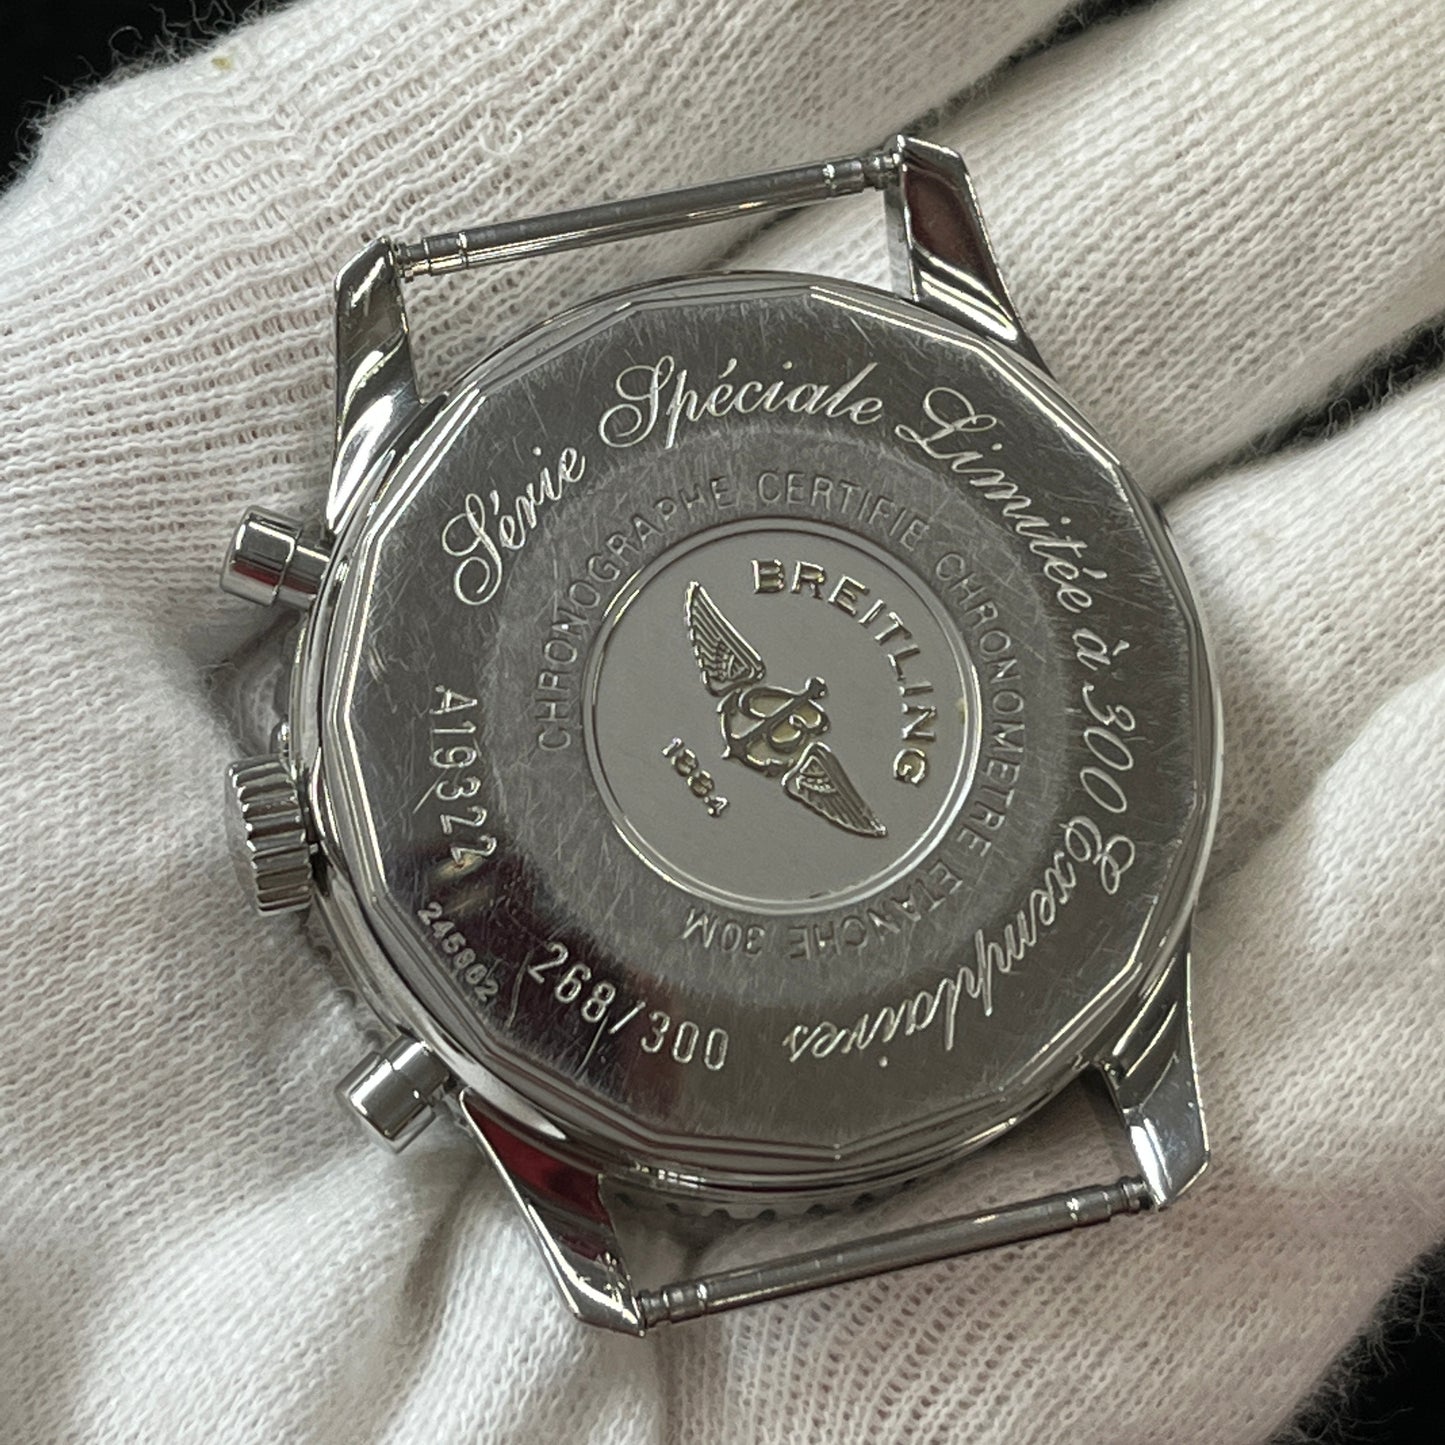 Série Spéciale Limitée à 300 Exemplaires
CHRONOGRAPHE CERTIFIE CHRONOMETRE ETANCHE 30M
BREITLING
1884
A19322
245802
268/300